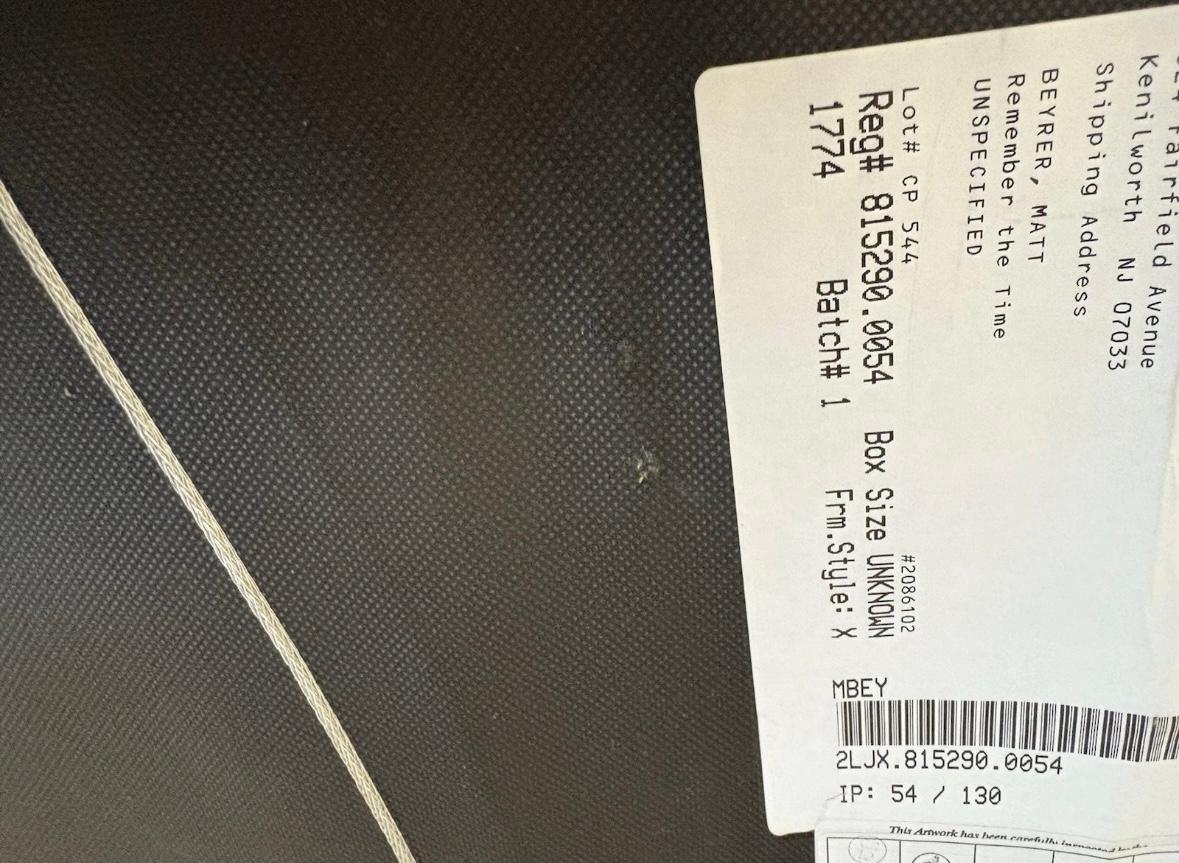 Fairfield Avenue
Kenilworth NJ 07033
Shipping Address
BEYRER, MATT
Remember the Time
UNSPECIFIED
Lot# CP 544 #2086102
Reg# 815290.0054 Box Size UNKNOWN
1774 Batch# 1 Frm.Style: X
MBEY
2LJX.815290.0054
IP: 54 / 130
This Artwork has been carefully inspected